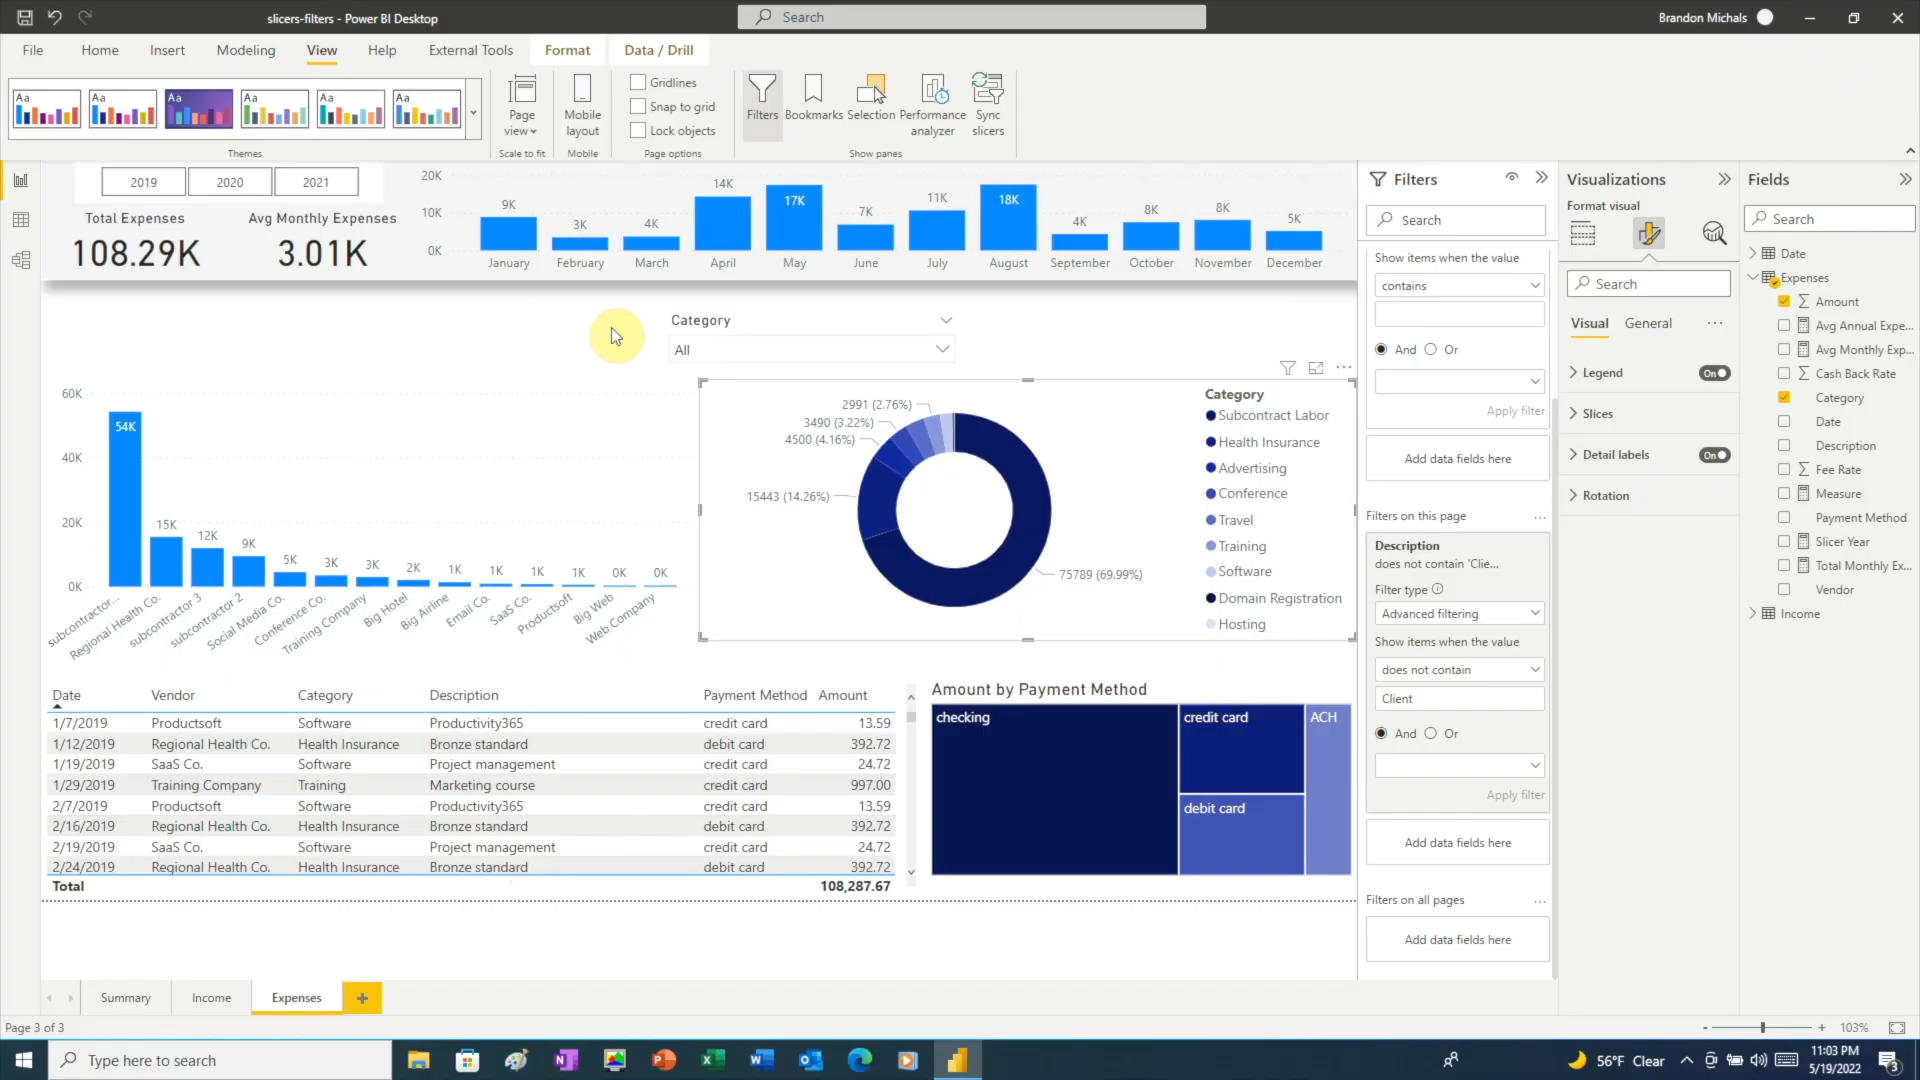 slicers-filters - Power BI Desktop
Search
Brandon Michals
File
Home
Insert
Modeling
View
Help
External Tools
Format
Data / Drill
Aa
Aa
Aa
Aa
Aa
Aa
Themes
Page view
Scale to fit
Mobile layout
Mobile
Gridlines
Snap to grid
Lock objects
Page options
Filters
Bookmarks
Selection
Performance analyzer
Sync slicers
Show panes
2019
2020
2021
Total Expenses
108.29K
Avg Monthly Expenses
3.01K
20K
10K
0K
9K
3K
4K
14K
17K
7K
11K
18K
4K
8K
8K
5K
January
February
March
April
May
June
July
August
September
October
November
December
Category
All
60K
40K
20K
0K
54K
15K
12K
9K
5K
3K
3K
2K
1K
1K
1K
1K
0K
0K
subcontractor...
Regional Health Co.
subcontractor 3
subcontractor 2
Social Media Co.
Conference Co.
Training Company
Big Hotel
Big Airline
Email Co.
SaaS Co.
Productsoft
Big Web
Web Company
2991 (2.76%)
3490 (3.22%)
4500 (4.16%)
15443 (14.26%)
75789 (69.99%)
Category
Subcontract Labor
Health Insurance
Advertising
Conference
Travel
Training
Software
Domain Registration
Hosting
Date Vendor Category Description Payment Method Amount
1/7/2019 Productsoft Software Productivity365 credit card 13.59
1/12/2019 Regional Health Co. Health Insurance Bronze standard debit card 392.72
1/19/2019 SaaS Co. Software Project management credit card 24.72
1/29/2019 Training Company Training Marketing course credit card 997.00
2/7/2019 Productsoft Software Productivity365 credit card 13.59
2/16/2019 Regional Health Co. Health Insurance Bronze standard debit card 392.72
2/19/2019 SaaS Co. Software Project management credit card 24.72
2/24/2019 Regional Health Co. Health Insurance Bronze standard debit card 392.72
Total 108,287.67
Amount by Payment Method
checking
credit card
ACH
debit card
Filters
Search
Show items when the value
contains
And Or
Apply filter
Add data fields here
Filters on this page
Description
does not contain 'Clie...
Filter type
Advanced filtering
Show items when the value
does not contain
Client
And Or
Apply filter
Add data fields here
Filters on all pages
Add data fields here
Visualizations
Format visual
Search
Visual
General
Legend On
Slices
Detail labels On
Rotation
Fields
Search
Date
Expenses
Amount
Avg Annual Expe...
Avg Monthly Exp...
Cash Back Rate
Category
Date
Description
Fee Rate
Measure
Payment Method
Slicer Year
Total Monthly Ex...
Vendor
Income
Summary
Income
Expenses
Page 3 of 3
103%
Type here to search
56°F Clear
11:03 PM
5/19/2022
3